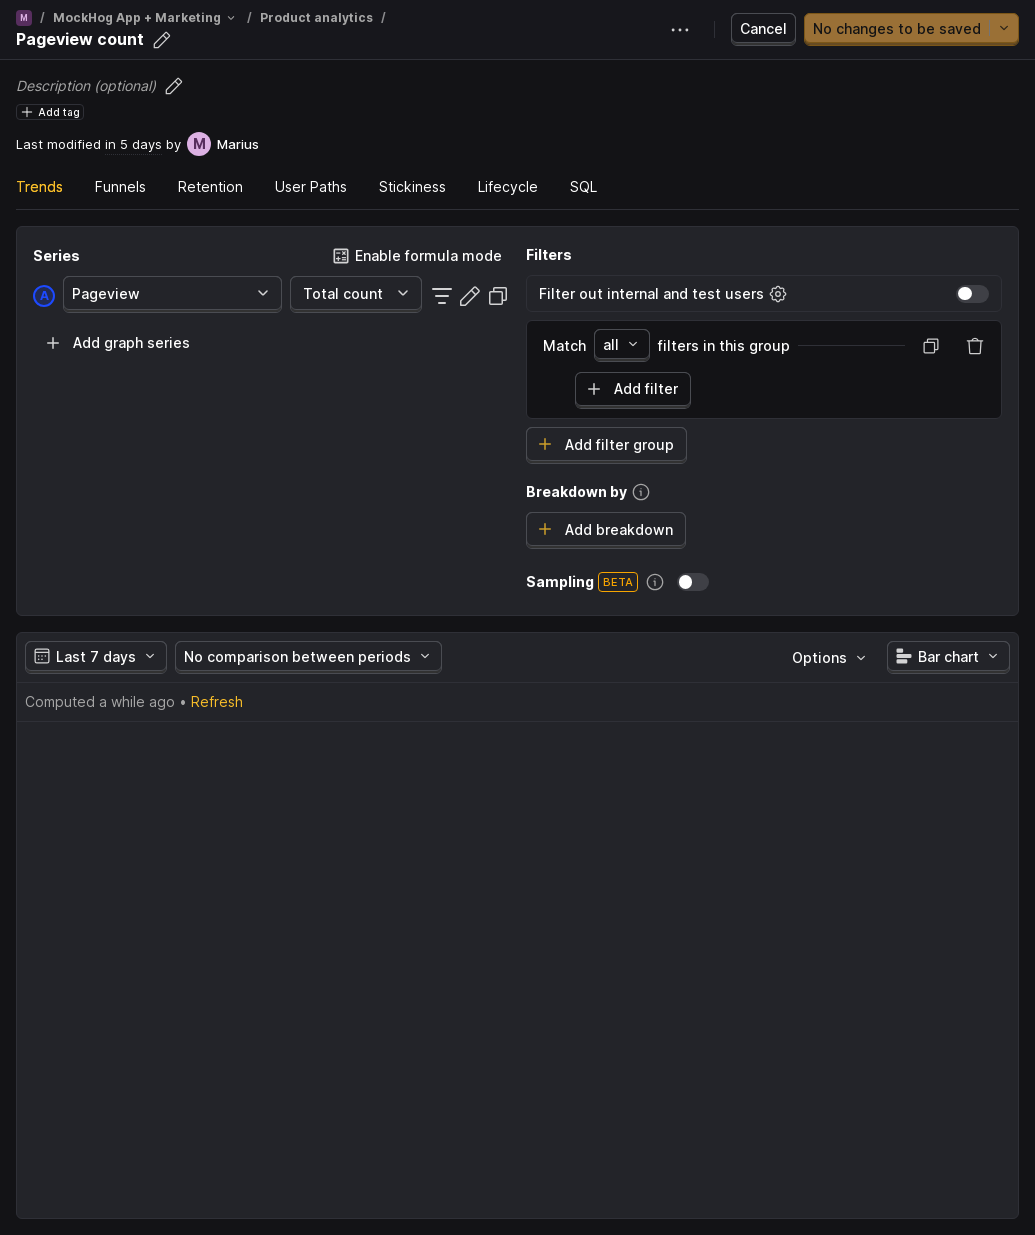 M / MockHog App + Marketing / Product analytics /
Pageview count
Cancel
No changes to be saved
Description (optional)
Add tag
Last modified in 5 days by M Marius
Trends Funnels Retention User Paths Stickiness Lifecycle SQL
Series
Enable formula mode
A Pageview Total count
Add graph series
Filters
Filter out internal and test users
Match all filters in this group
Add filter
Add filter group
Breakdown by
Add breakdown
Sampling BETA
Last 7 days No comparison between periods Options Bar chart
Computed a while ago • Refresh